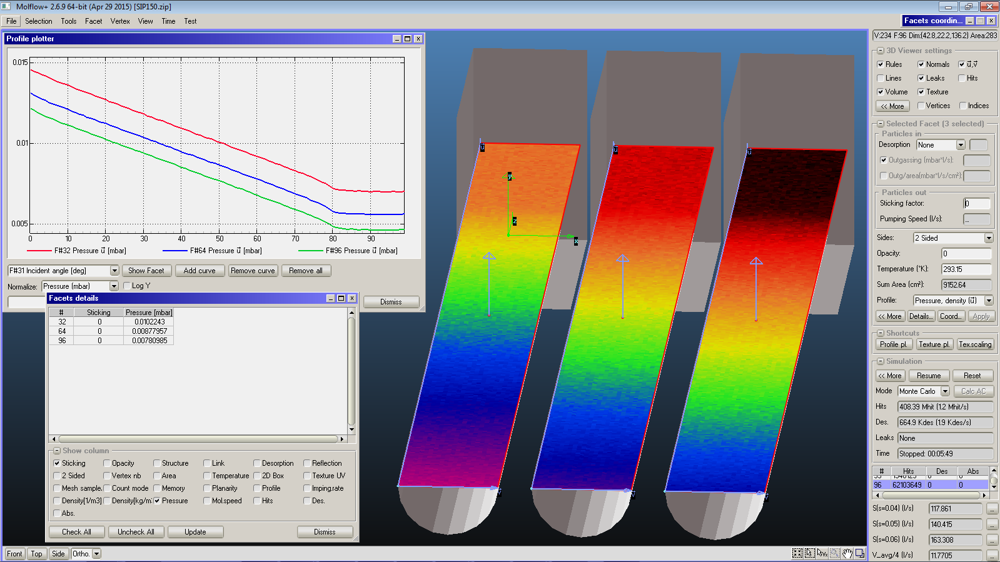 Molflow+ 2.6.9 64-bit (Apr 29 2015) [SIP150.zip]
File Selection Tools Facet Vertex View Time Test
Facets coordin...
Profile plotter
0.015
0.01
0.005
0 10 20 30 40 50 60 70 80 90
F#32 Pressure u⃗ [mbar] F#64 Pressure u⃗ [mbar] F#96 Pressure u⃗ [mbar]
F#31 Incident angle [deg] Show Facet Add curve Remove curve Remove all
Normalize: Pressure (mbar) Log Y
Dismiss
Facets details
# Sticking Pressure [mbar]
32 0 0.0102243
64 0 0.00877957
96 0 0.00780985
Show column
Sticking Opacity Structure Link Desorption Reflection
2 Sided Vertex nb Area Temperature 2D Box Texture UV
Mesh sample. Count mode Memory Planarity Profile Imping.rate
Density[1/m3] Density[kg/m: Pressure Mol.speed Hits Des.
Abs.
Check All Uncheck All Update Dismiss
u u u
y
z
x
v v v
Front Top Side Ortho.
V:234 F:96 Dim:(42.8,22.2,136.2) Area:283
3D Viewer settings
Rules Normals u⃗,v⃗
Lines Leaks Hits
Volume Texture
<< More Vertices Indices
Selected Facet (3 selected)
Particles in
Desorption None
Outgassing (mbar*l/s):
Outg/area(mbar*l/s/cm²):
Particles out
Sticking factor: 0
Pumping Speed (l/s): ...
Sides: 2 Sided
Opacity: 0
Temperature (°K): 293.15
Sum Area (cm²): 9152.64
Profile: Pressure, density (u⃗)
<< More Details... Coord... Apply
Shortcuts
Profile pl. Texture pl. Tex.scaling
Simulation
<< More Resume Reset
Mode Monte Carlo Calc AC
Hits 408.39 Mhit (1.2 Mhit/s)
Des. 664.9 Kdes (1.9 Kdes/s)
Leaks None
Time Stopped: 00:05:49
# Hits Des Abs
96 62103649 0 0
S(s=0.04) (l/s) 117.861 ...
S(s=0.05) (l/s) 140.415 ...
S(s=0.06) (l/s) 163.308 ...
V_avg/4 (l/s) 11.7705 ...